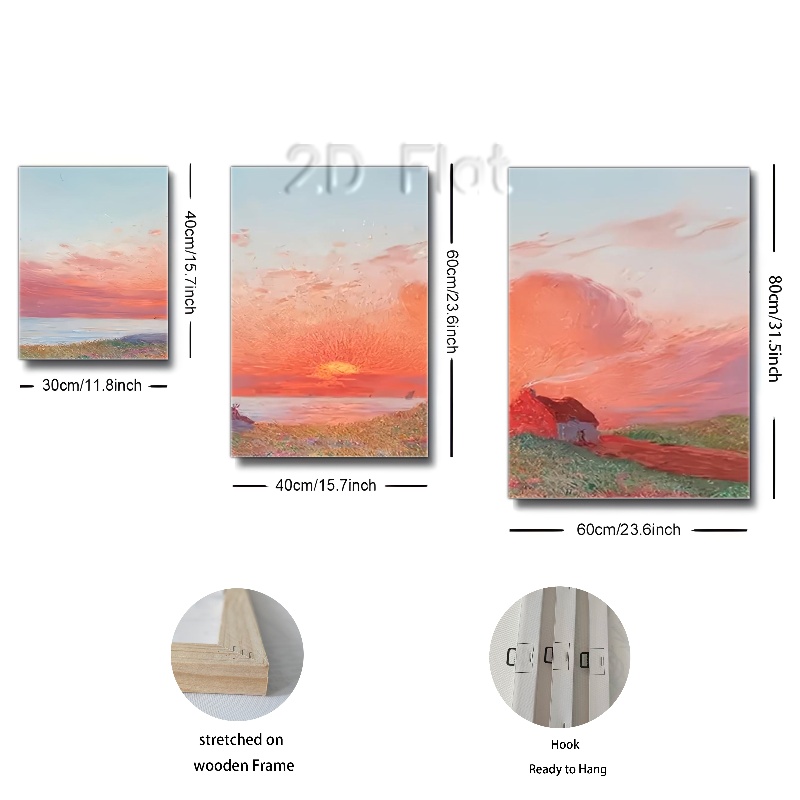 2D Flat
40cm/15.7inch
30cm/11.8inch
60cm/23.6inch
40cm/15.7inch
80cm/31.5inch
60cm/23.6inch
stretched on
wooden Frame
Hook
Ready to Hang